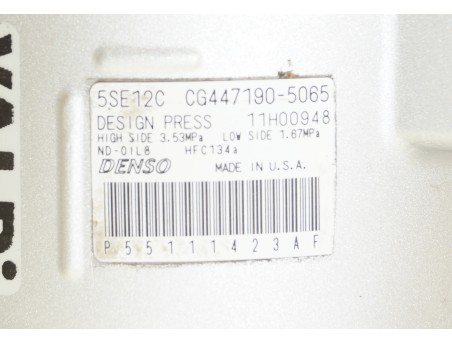 5SE12C CG447190-5065
DESIGN PRESS 11H00948
HIGH SIDE 3.53MPa LOW SIDE 1.67MPa
ND-OIL8 HFC134a
DENSO MADE IN U.S.A.
P55111423AF